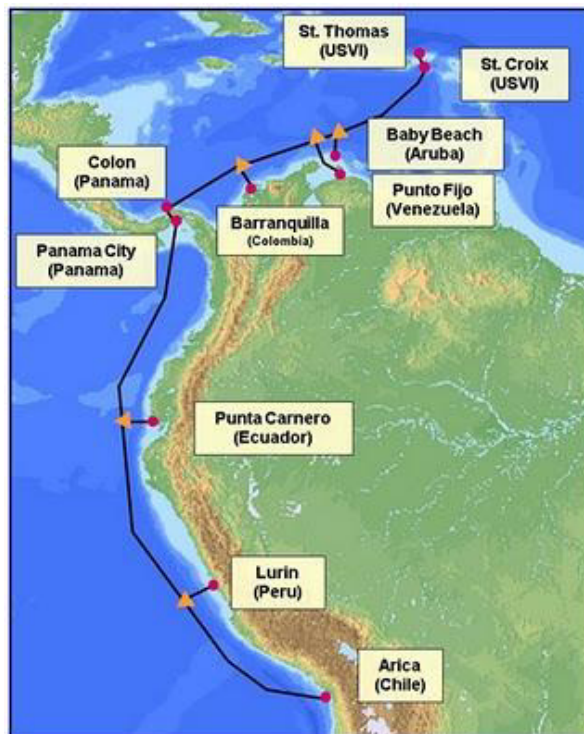 St. Thomas
(USVI)
St. Croix
(USVI)
Baby Beach
(Aruba)
Colon
(Panama)
Punto Fijo
(Venezuela)
Barranquilla
(Colombia)
Panama City
(Panama)
Punta Carnero
(Ecuador)
Lurin
(Peru)
Arica
(Chile)